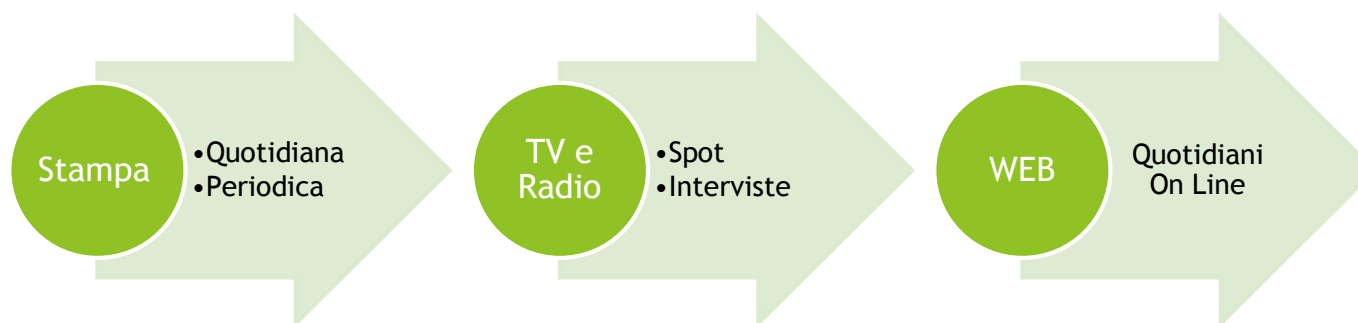 Stampa
•Quotidiana
•Periodica
TV e
Radio
•Spot
•Interviste
WEB
Quotidiani
On Line